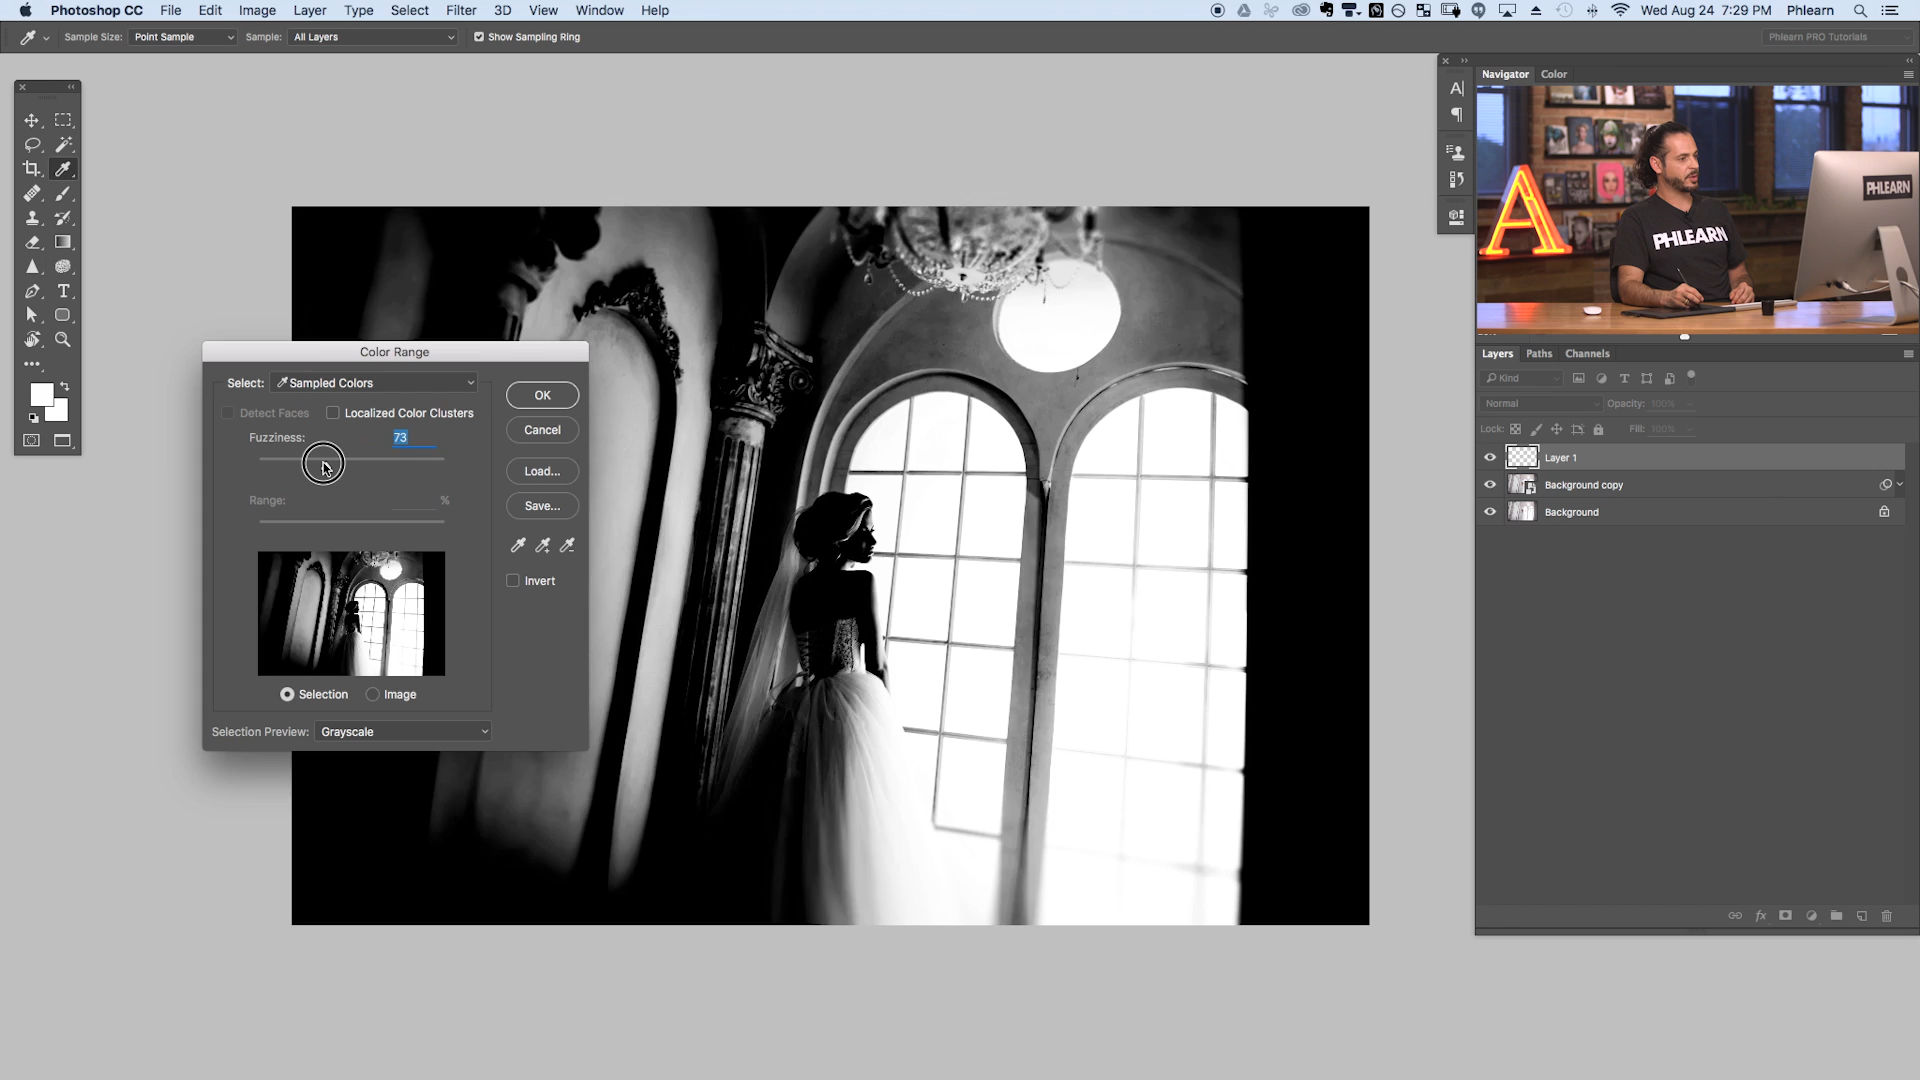 Photoshop CC File Edit Image Layer Type Select Filter 3D View Window Help Wed Aug 24 7:29 PM Phlearn
Sample Size: Point Sample Sample: All Layers Show Sampling Ring Phlearn PRO Tutorials
Navigator Color
A
PHLEARN
PHLEARN
Color Range
Select: Sampled Colors
Detect Faces Localized Color Clusters
Fuzziness: 73
Range: %
OK
Cancel
Load...
Save...
Invert
Selection Image
Selection Preview: Grayscale
Layers Paths Channels
Kind
Normal Opacity: 100%
Lock: Fill: 100%
Layer 1
Background copy
Background
fx